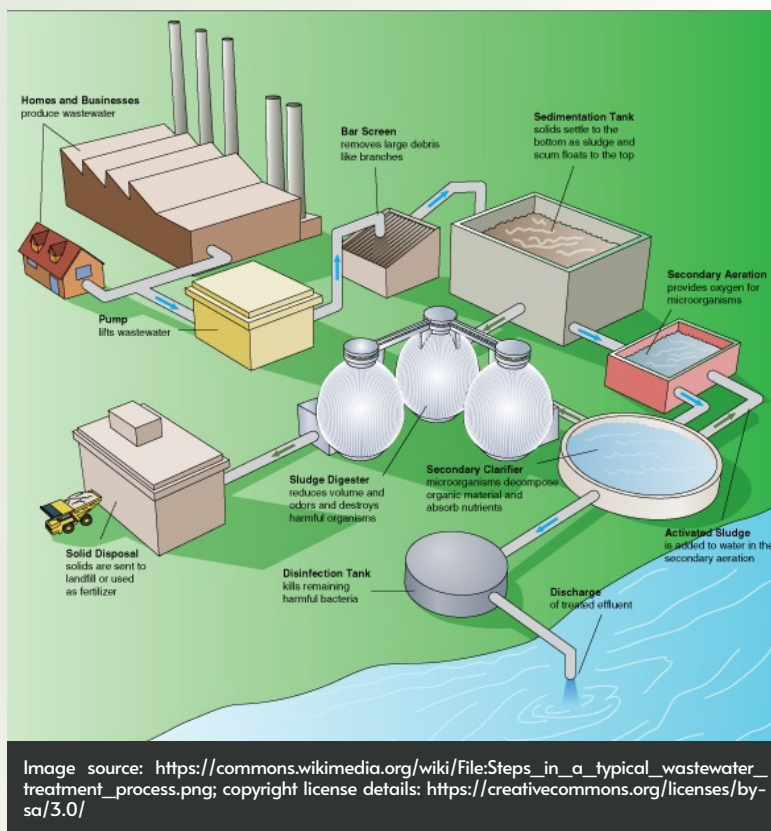 Homes and Businesses
produce wastewater
Bar Screen
removes large debris
like branches
Sedimentation Tank
solids settle to the
bottom as sludge and
scum floats to the top
Secondary Aeration
provides oxygen for
microorganisms
Pump
lifts wastewater
Sludge Digester
reduces volume and
odors and destroys
harmful organisms
Secondary Clarifier
microorganisms decompose
organic material and
absorb nutrients
Activated Sludge
is added to water in the
secondary aeration
Solid Disposal
solids are sent to
landfill or used
as fertilizer
Disinfection Tank
kills remaining
harmful bacteria
Discharge
of treated effluent
Image source: https://commons.wikimedia.org/wiki/File:Steps_in_a_typical_wastewater_
treatment_process.png; copyright license details: https://creativecommons.org/licenses/by-
sa/3.0/